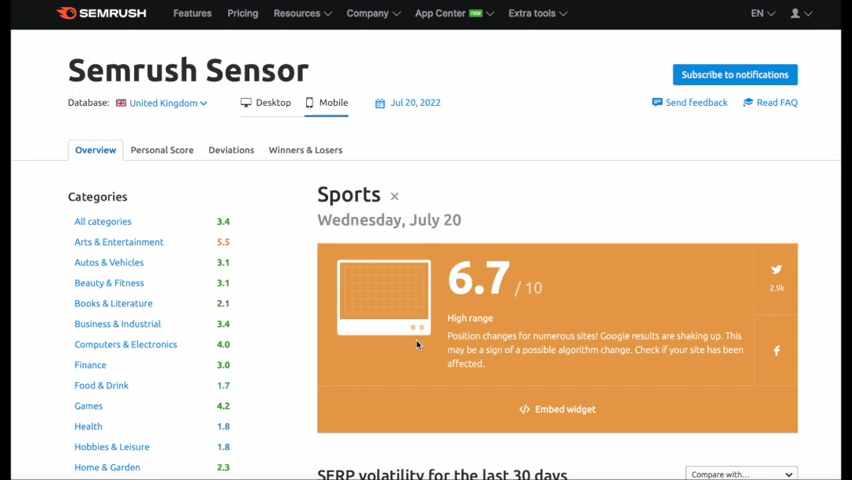 SEMRUSH Features Pricing Resources Company App Center new Extra tools EN
Semrush Sensor
Subscribe to notifications
Database: United Kingdom Desktop Mobile Jul 20, 2022 Send feedback Read FAQ
Overview Personal Score Deviations Winners & Losers
Categories
All categories 3.4
Arts & Entertainment 5.5
Autos & Vehicles 3.1
Beauty & Fitness 3.1
Books & Literature 2.1
Business & Industrial 3.4
Computers & Electronics 4.0
Finance 3.0
Food & Drink 1.7
Games 4.2
Health 1.8
Hobbies & Leisure 1.8
Home & Garden 2.3
Sports
Wednesday, July 20
6.7 / 10
High range
Position changes for numerous sites! Google results are shaking up. This
may be a sign of a possible algorithm change. Check if your site has been
affected.
2.9k
</> Embed widget
SERP volatility for the last 30 days
Compare with...